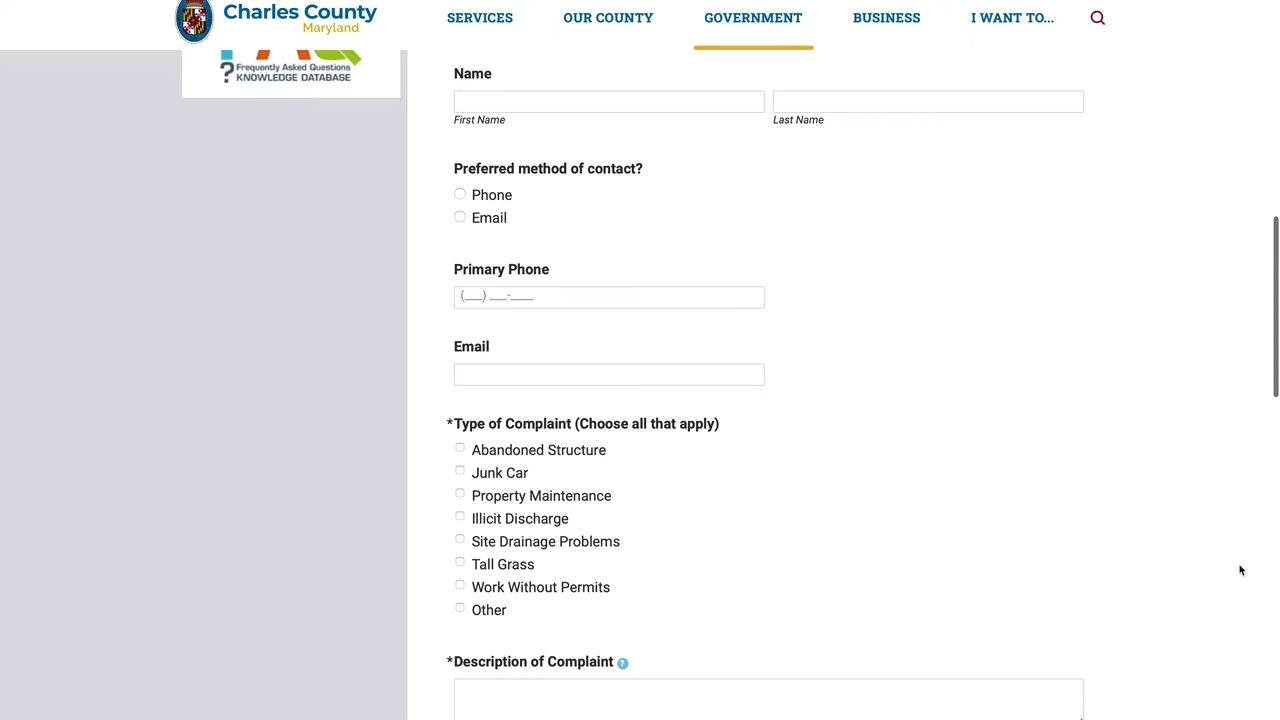 Charles County
Maryland
SERVICES
OUR COUNTY
GOVERNMENT
BUSINESS
I WANT TO...
? Frequently Asked Questions
KNOWLEDGE DATABASE
Name
First Name
Last Name
Preferred method of contact?
Phone
Email
Primary Phone
(___) ___-____
Email
*Type of Complaint (Choose all that apply)
Abandoned Structure
Junk Car
Property Maintenance
Illicit Discharge
Site Drainage Problems
Tall Grass
Work Without Permits
Other
*Description of Complaint ?